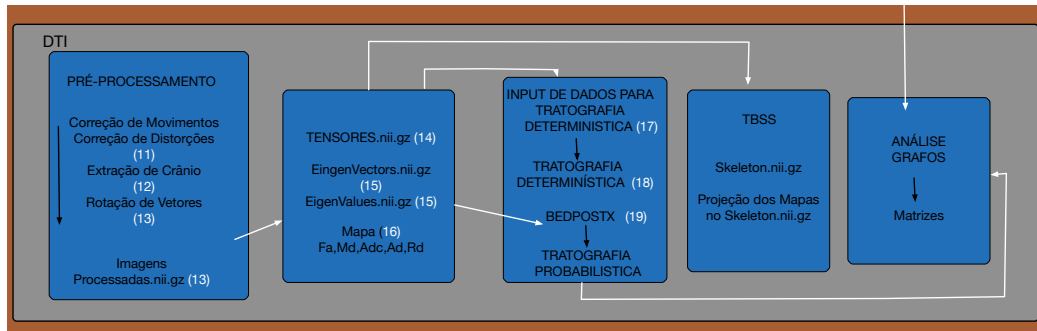 DTI
PRÉ-PROCESSAMENTO
Correção de Movimentos
Correção de Distorções
(11)
Extração de Crânio
(12)
Rotação de Vetores
(13)
Imagens
Processadas.nii.gz (13)
TENSORES.nii.gz (14)
EingenVectors.nii.gz
(15)
EigenValues.nii.gz (15)
Mapa (16)
Fa,Md,Adc,Ad,Rd
INPUT DE DADOS PARA
TRATOGRAFIA
DETERMINISTICA (17)
TRATOGRAFIA
DETERMINÍSTICA (18)
BEDPOSTX (19)
TRATOGRAFIA
PROBABILISTICA
TBSS
Skeleton.nii.gz
Projeção dos Mapas
no Skeleton.nii.gz
ANÁLISE
GRAFOS
Matrizes